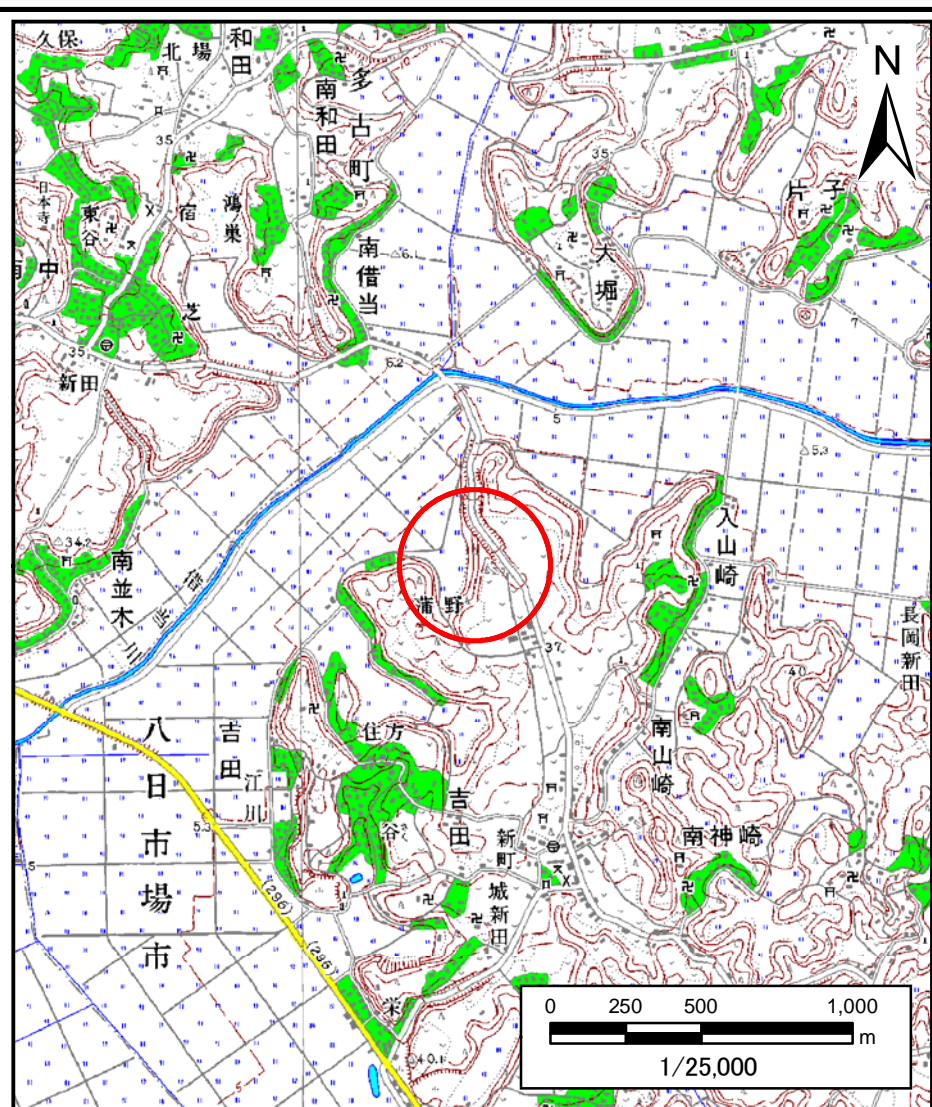 久保
北場
和田
南和田
多古町
N
日本寺
東谷
宿
鴻巣
35
芝
南借当
6.1
大堀
35
片子
7
南中
35
新田
5.2
5
5.3
34.2
南並木
借当川
蒲野
37
入山崎
長岡新田
40
南山崎
南神崎
八日市場市
吉田
江川
住方
谷
吉田
新町
城新田
5.3
5
(296)
(296)
栄
40.1
0 250 500 1,000
m
1/25,000